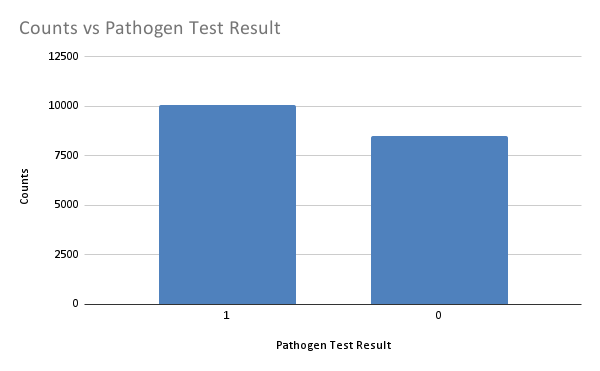 Counts vs Pathogen Test Result
12500
10000
7500
5000
2500
0
Counts
1 0
Pathogen Test Result